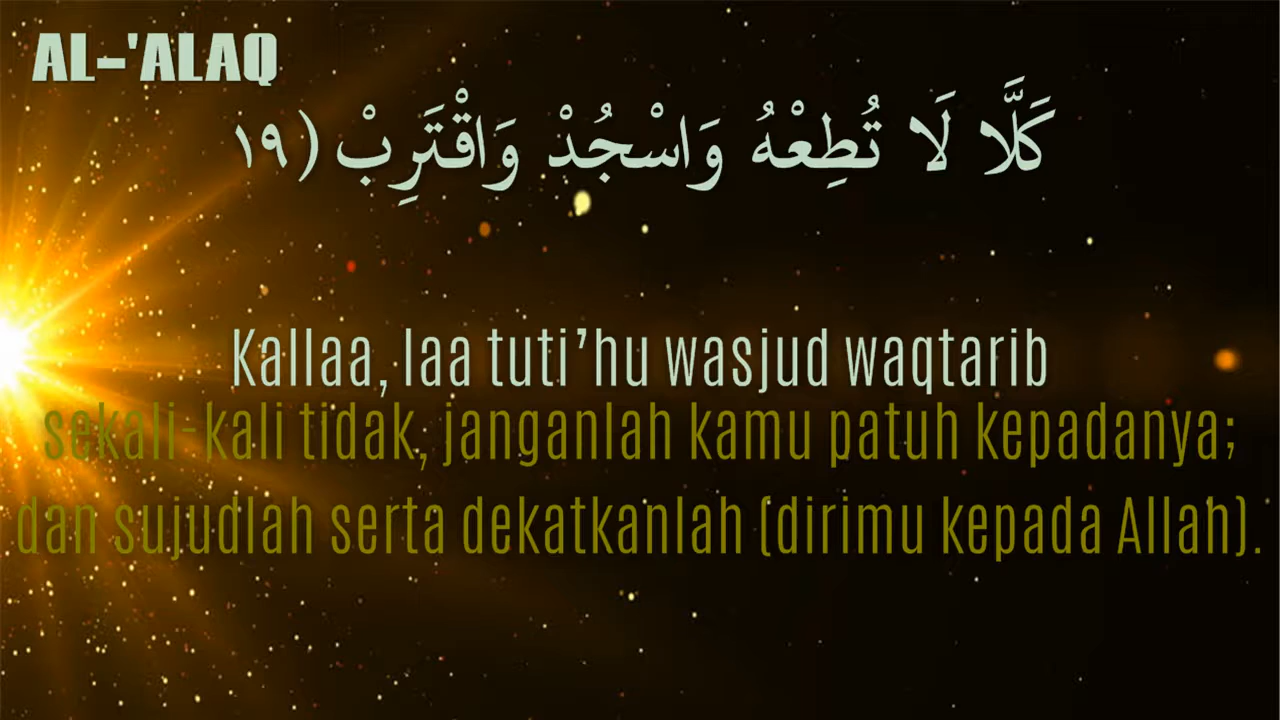 AL-'ALAQ
كَلَّا لَا تُطِعْهُ وَاسْجُدْ وَاقْتَرِبْ (١٩
Kallaa, laa tuti’hu wasjud waqtarib
sekali-kali tidak, janganlah kamu patuh kepadanya;
dan sujudlah serta dekatkanlah (dirimu kepada Allah).